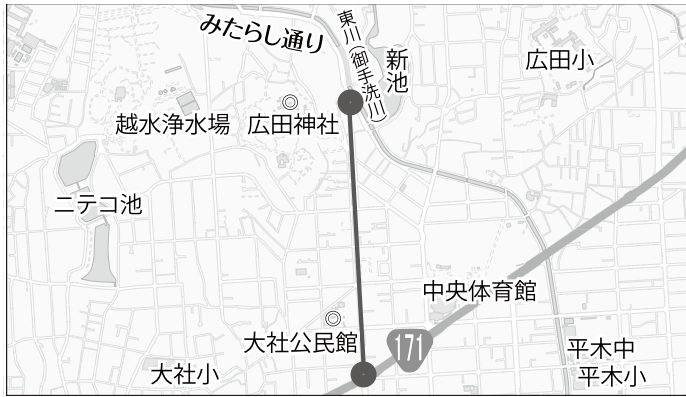 みたらし通り
東川(御手洗川)
新池
広田小
越水浄水場
広田神社
ニテコ池
中央体育館
大社公民館
171
大社小
平木中
平木小